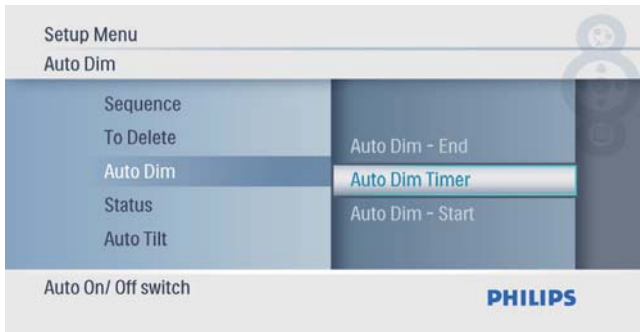 Setup Menu
Auto Dim
Sequence
To Delete
Auto Dim
Status
Auto Tilt
Auto Dim - End
Auto Dim Timer
Auto Dim - Start
Auto On/ Off switch
PHILIPS